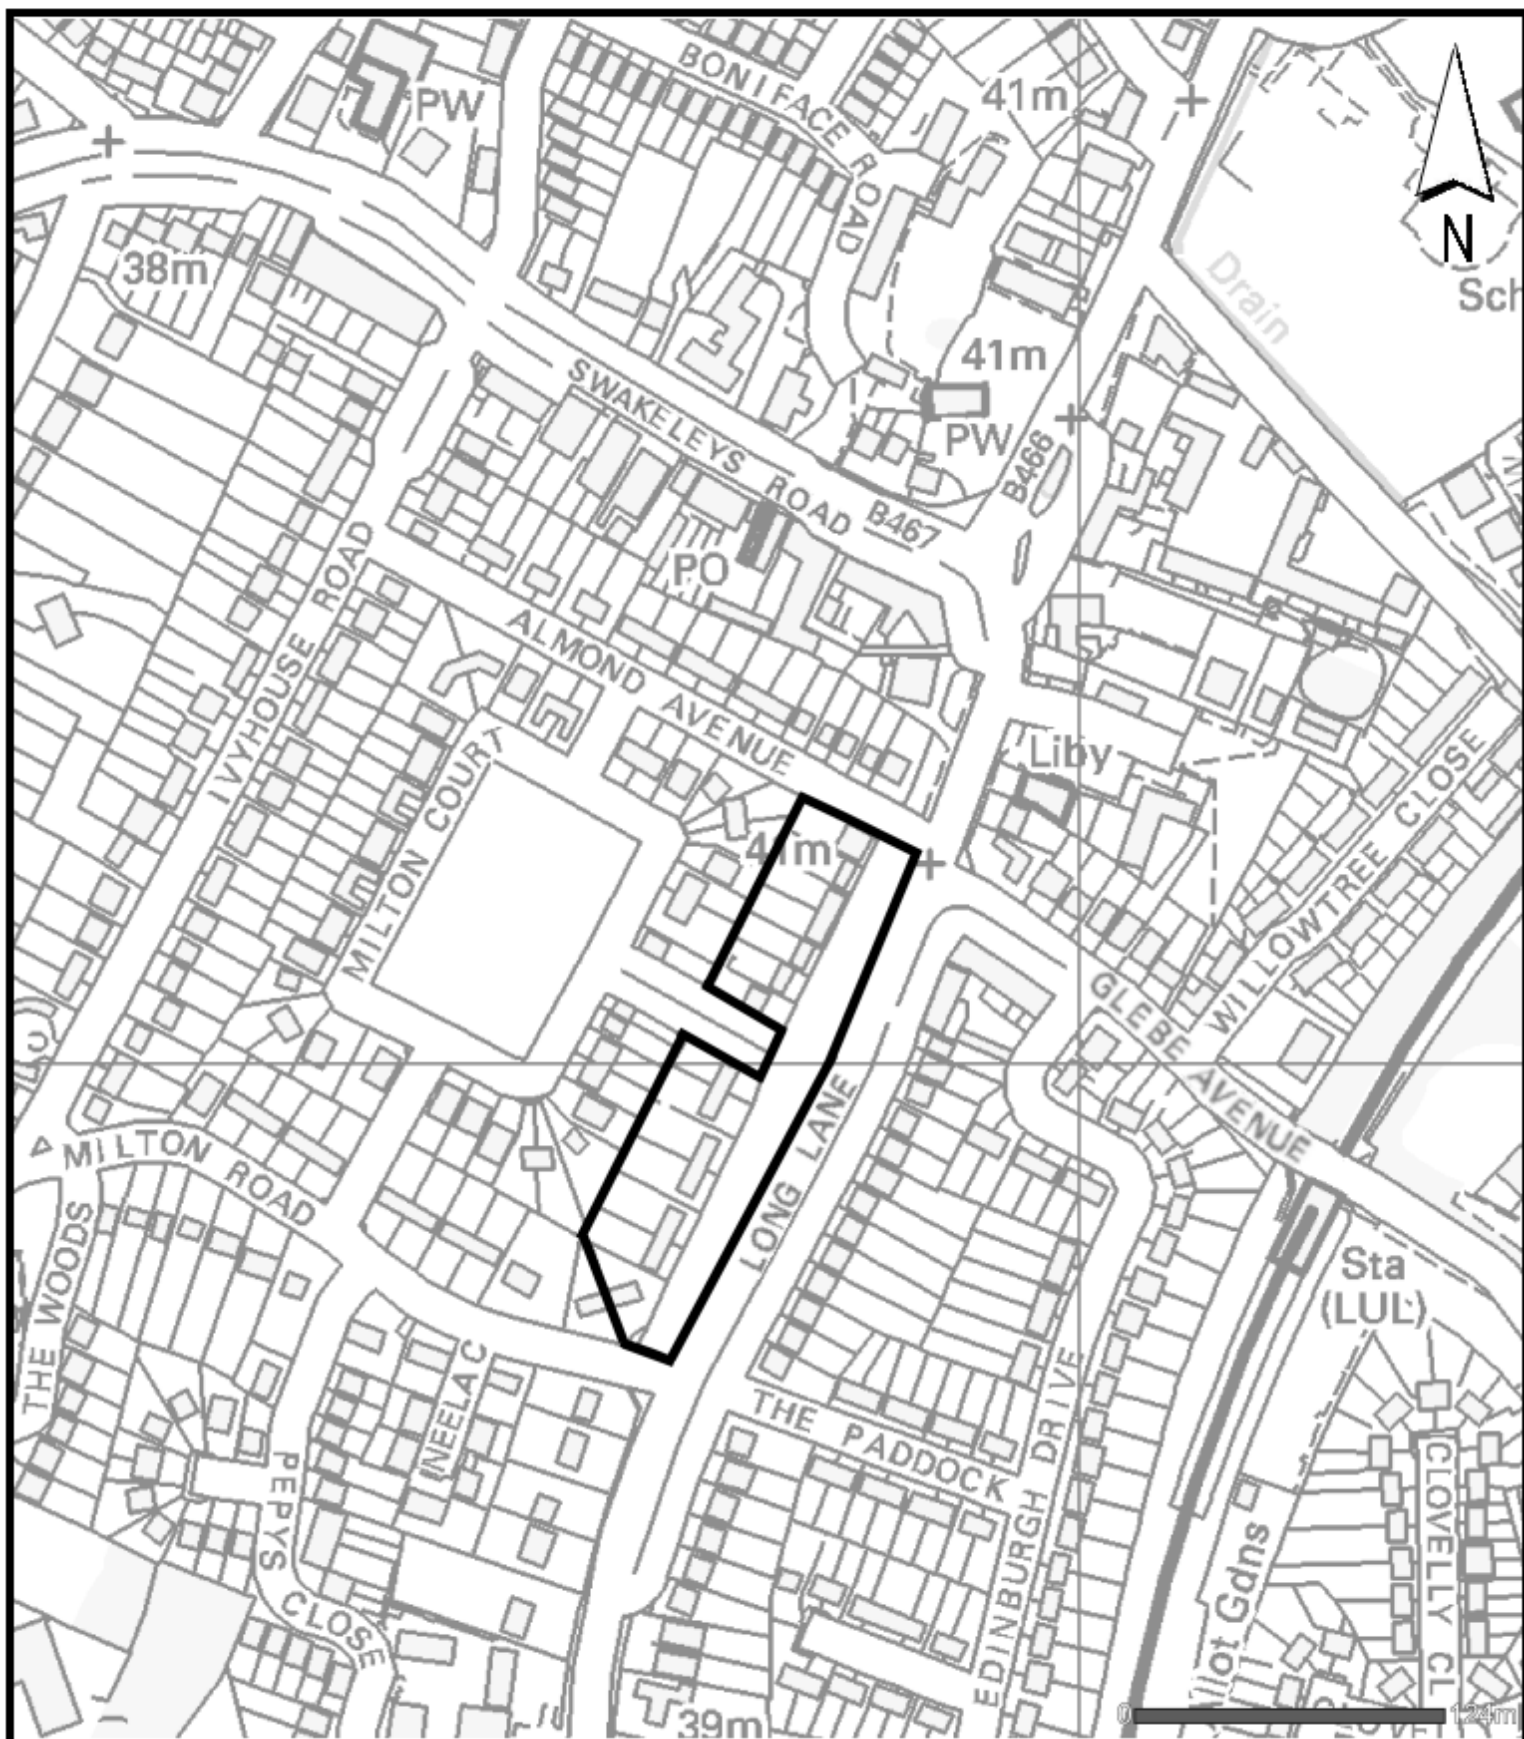 BONIFACE ROAD
41m
PW
N
38m
Drain
Sch
41m
SWAKELEYS ROAD
B467
PW
B466
PO
IVYHOUSE ROAD
ALMOND AVENUE
MILTON COURT
Liby
41m
WILLOWTREE CLOSE
GLEBE AVENUE
LONG LANE
MILTON ROAD
THE WOODS
Sta
(LUL)
THE PADDOCK
EDINBURGH DRIVE
PEPYS CLOSE
CLOVELLY CL
39m
0
124m